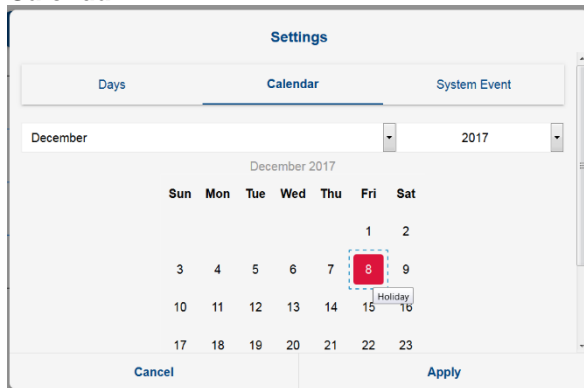 Settings
Days Calendar System Event
December 2017
December 2017
Sun Mon Tue Wed Thu Fri Sat
1 2
3 4 5 6 7 8 9
Holiday
10 11 12 13 14 15 16
17 18 19 20 21 22 23
Cancel Apply